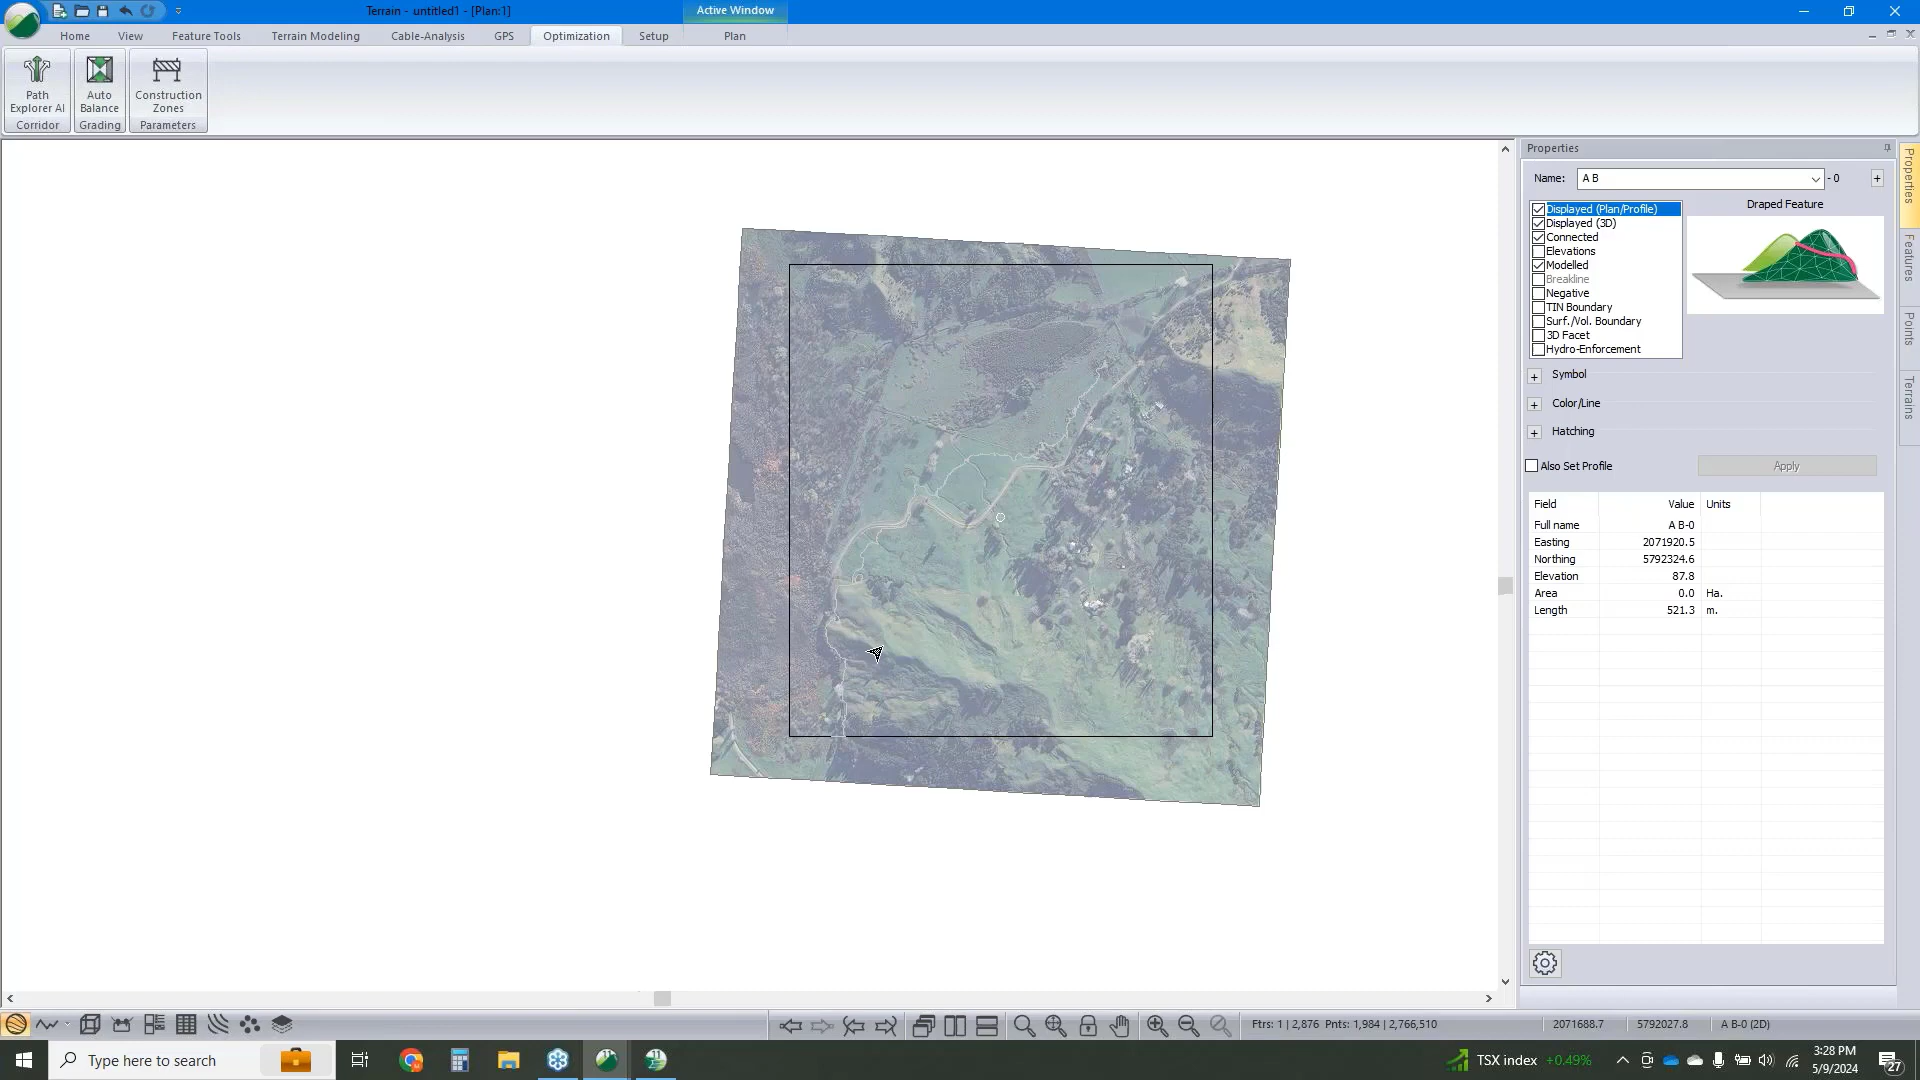 Terrain - untitled1 - [Plan:1]
Active Window
Home View Feature Tools Terrain Modeling Cable-Analysis GPS Optimization Setup Plan
Path Explorer AI
Auto Balance
Construction Zones
Corridor Grading Parameters
Properties
Name: A B - 0 +
Displayed (Plan/Profile)
Displayed (3D)
Connected
Elevations
Modelled
Breakline
Negative
TIN Boundary
Surf./Vol. Boundary
3D Facet
Hydro-Enforcement
Draped Feature
+ Symbol
+ Color/Line
+ Hatching
Also Set Profile Apply
Field Value Units
Full name A B-0
Easting 2071920.5
Northing 5792324.6
Elevation 87.8
Area 0.0 Ha.
Length 521.3 m.
Properties
Features
Points
Terrains
Ftrs: 1 | 2,876 Pnts: 1,984 | 2,766,510 2071688.7 5792027.8 A B-0 (2D)
Type here to search
TSX index +0.49%
3:28 PM
5/9/2024
27